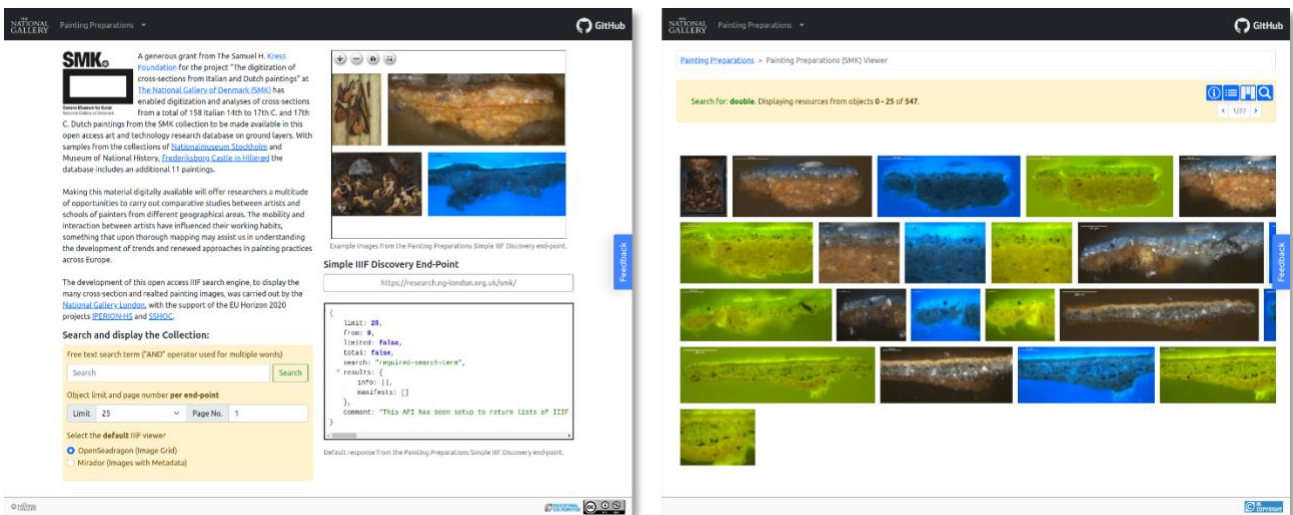 THE
NATIONAL
GALLERY
Painting Preparations
GitHub
SMK
Statens Museum for Kunst
A generous grant from The Samuel H. Kress
Foundation for the project "The digitization of
cross-sections from Italian and Dutch paintings" at
The National Gallery of Denmark (SMK) has
enabled digitization and analyses of cross-sections
from a total of 158 Italian 14th to 17th C. and 17th
C. Dutch paintings from the SMK collection to be made available in this
open access art and technology research database on ground layers. With
samples from the collections of Nationalmuseum Stockholm and
Museum of National History, Frederiksborg Castle in Hillerød the
database includes an additional 11 paintings.
Making this material digitally available will offer researchers a multitude
of opportunities to carry out comparative studies between artists and
schools of painters from different geographical areas. The mobility and
interaction between artists have influenced their working habits,
something that upon thorough mapping may assist us in understanding
the development of trends and renewed approaches in painting practices
across Europe.
The development of this open access IIIF search engine, to display the
many cross-section and realted painting images, was carried out by the
National Gallery London, with the support of the EU Horizon 2020
projects IPERION-HS and SSHOC.
Search and display the Collection:
Free text search term ("AND" operator used for multiple words)
Search
Search
Object limit and page number per end-point
Limit 25 Page No. 1
Select the default IIIF viewer
OpenSeadragon (Image Grid)
Mirador (Images with Metadata)
Example images from the Painting Preparations Simple IIIF Discovery end-point.
Simple IIIF Discovery End-Point
https://research.ng-london.org.uk/smk/
{
limit: 25,
from: 0,
limited: false,
total: false,
search: "required-search-term",
results: {
info: [],
manifests: []
},
comment: "This API has been setup to return lists of IIIF
}
Default response from the Painting Preparations Simple IIIF Discovery end-point.
Feedback
THE
NATIONAL
GALLERY
Painting Preparations
GitHub
Painting Preparations > Painting Preparations (SMK) Viewer
Search for: double. Displaying resources from objects 0 - 25 of 547.
1/22
Feedback
© COPYRIGHT